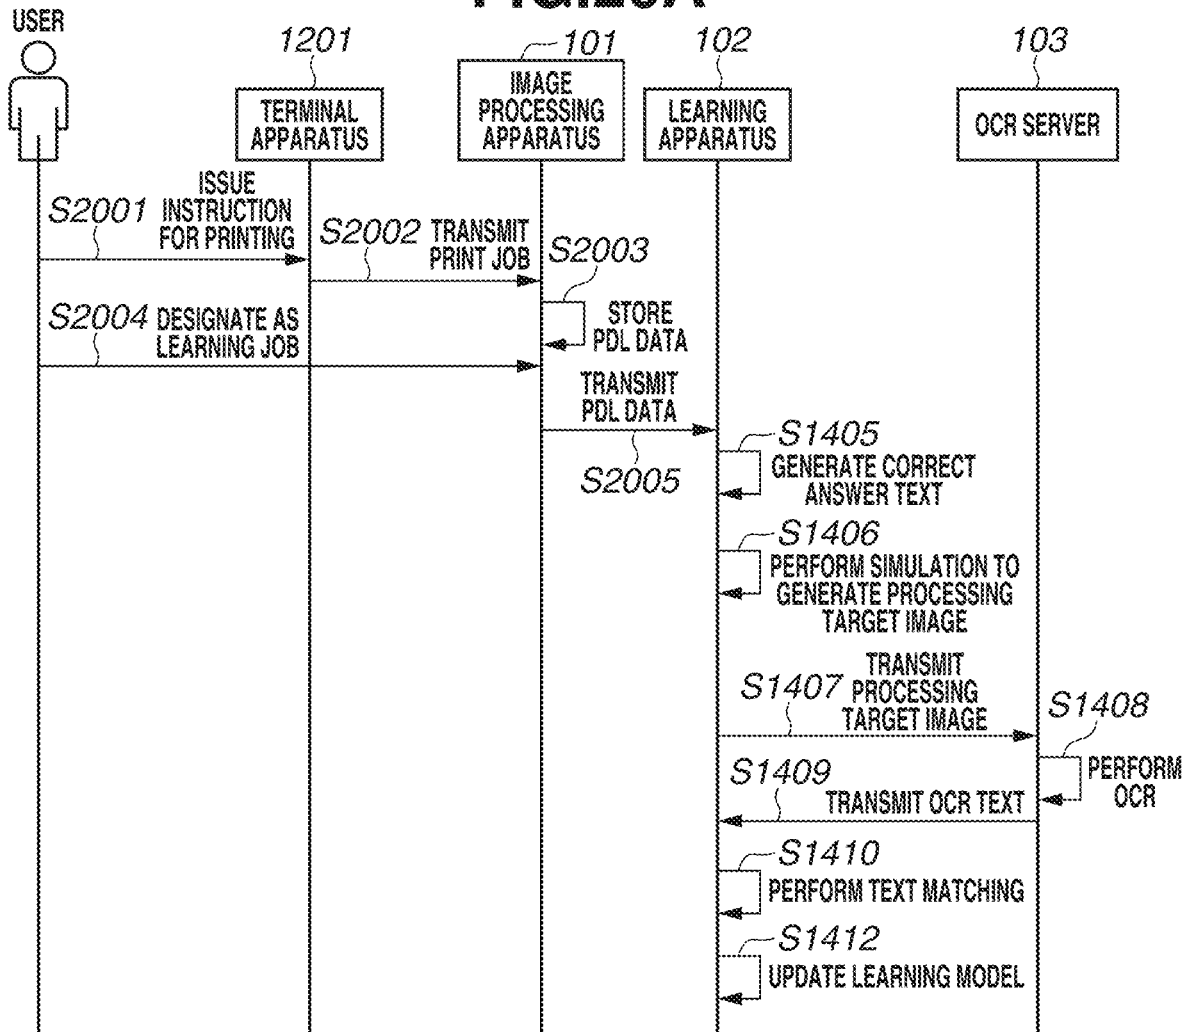 USER
1201
101
102
103
TERMINAL
APPARATUS
IMAGE
PROCESSING
APPARATUS
LEARNING
APPARATUS
OCR SERVER
S2001
ISSUE
INSTRUCTION
FOR PRINTING
S2002
TRANSMIT
PRINT JOB
S2003
STORE
PDL DATA
S2004
DESIGNATE AS
LEARNING JOB
TRANSMIT
PDL DATA
S2005
S1405
GENERATE CORRECT
ANSWER TEXT
S1406
PERFORM SIMULATION TO
GENERATE PROCESSING
TARGET IMAGE
S1407
TRANSMIT
PROCESSING
TARGET IMAGE
S1408
PERFORM
OCR
S1409
TRANSMIT OCR TEXT
S1410
PERFORM TEXT MATCHING
S1412
UPDATE LEARNING MODEL